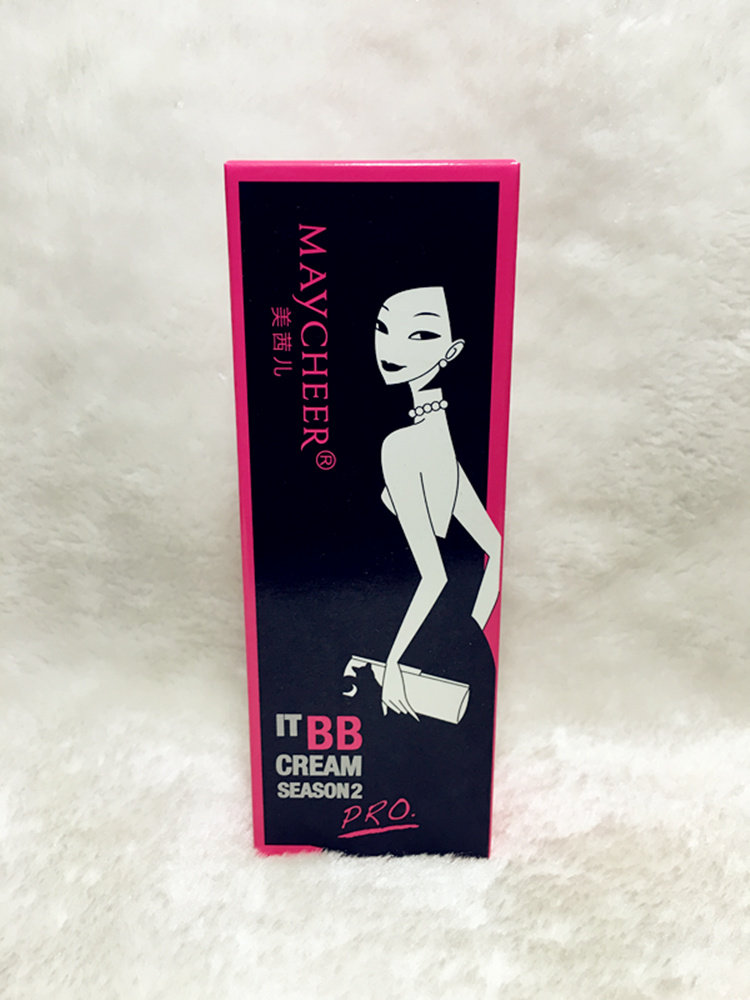 MAYCHEER®
美茜儿
IT BB
CREAM
SEASON2
PRO.